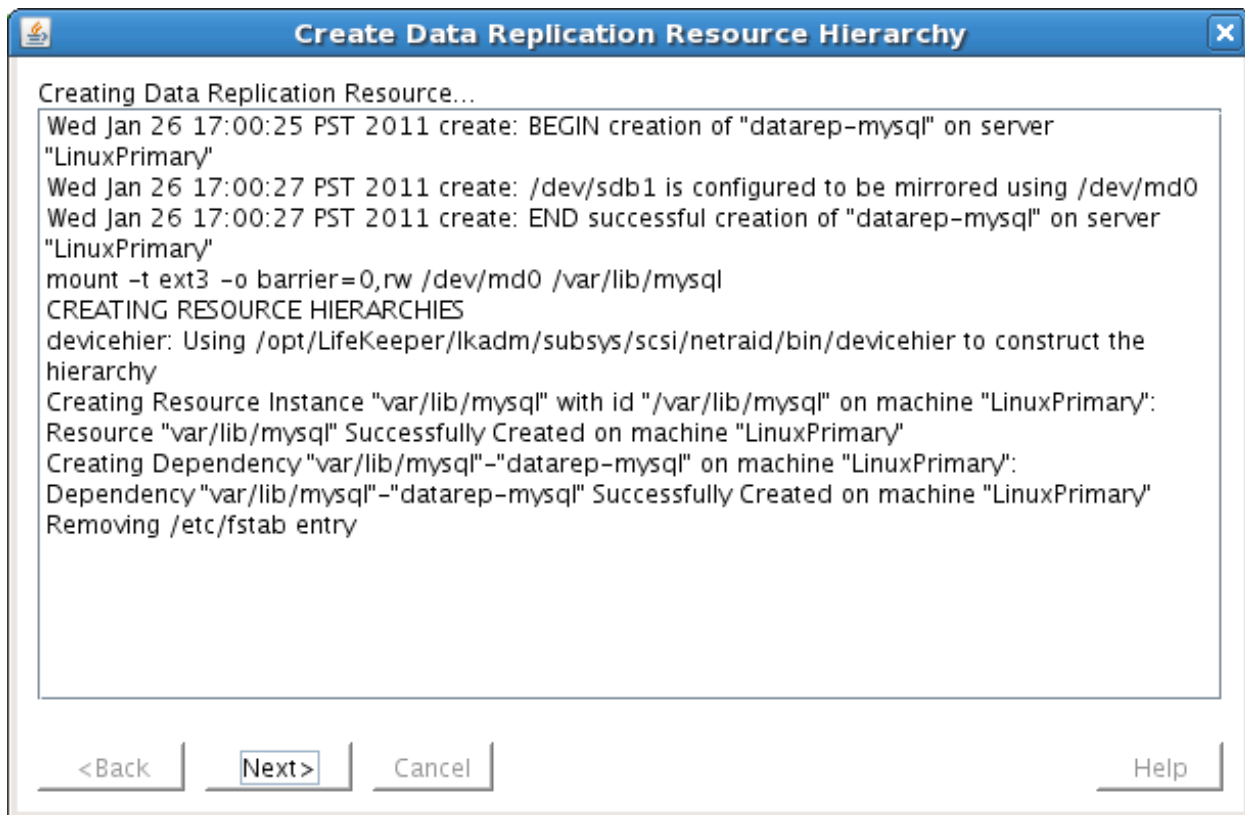 Create Data Replication Resource Hierarchy
Creating Data Replication Resource...
Wed Jan 26 17:00:25 PST 2011 create: BEGIN creation of "datarep-mysql" on server
"LinuxPrimary"
Wed Jan 26 17:00:27 PST 2011 create: /dev/sdb1 is configured to be mirrored using /dev/md0
Wed Jan 26 17:00:27 PST 2011 create: END successful creation of "datarep-mysql" on server
"LinuxPrimary"
mount -t ext3 -o barrier=0,rw /dev/md0 /var/lib/mysql
CREATING RESOURCE HIERARCHIES
devicehier: Using /opt/LifeKeeper/lkadm/subsys/scsi/netraid/bin/devicehier to construct the
hierarchy
Creating Resource Instance "var/lib/mysql" with id "/var/lib/mysql" on machine "LinuxPrimary":
Resource "var/lib/mysql" Successfully Created on machine "LinuxPrimary"
Creating Dependency "var/lib/mysql"-"datarep-mysql" on machine "LinuxPrimary":
Dependency "var/lib/mysql"-"datarep-mysql" Successfully Created on machine "LinuxPrimary"
Removing /etc/fstab entry
<Back Next> Cancel Help